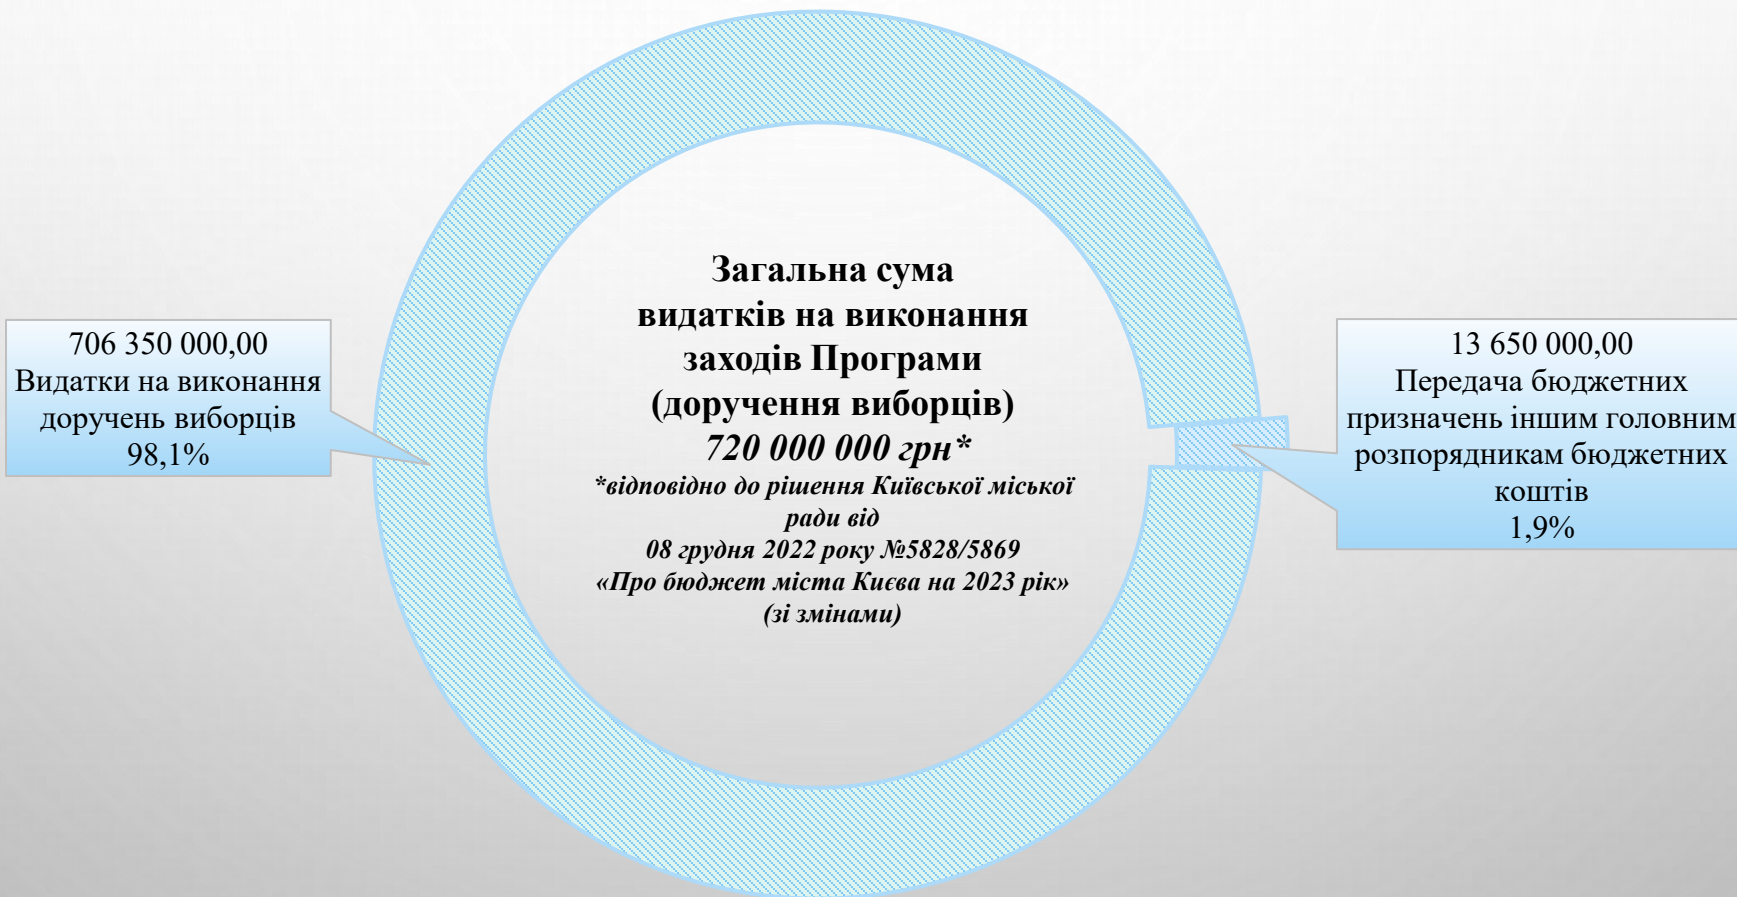 Загальна сума
видатків на виконання
заходів Програми
(доручення виборців)
720 000 000 грн*
*відповідно до рішення Київської міської
ради від
08 грудня 2022 року №5828/5869
«Про бюджет міста Києва на 2023 рік»
(зі змінами)
706 350 000,00
Видатки на виконання
доручень виборців
98,1%
13 650 000,00
Передача бюджетних
призначень іншим головним
розпорядникам бюджетних
коштів
1,9%